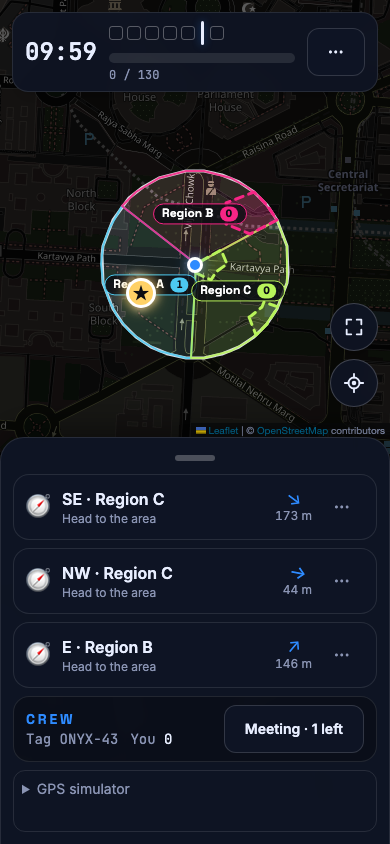 09:59
0 / 130
House
Parliament
House
Rajya Sabha Marg
Raisina Road
Central
Secretariat
P
North
Block
Chowk
Region B 0
P
Kartavya Path
Kartavya Path
A 1
Region C 0
South
Block
Motilal Nehru Marg
Leaflet | © OpenStreetMap contributors
SE · Region C
Head to the area
173 m
NW · Region C
Head to the area
44 m
E · Region B
Head to the area
146 m
CREW
Tag ONYX-43 You 0
Meeting · 1 left
GPS simulator